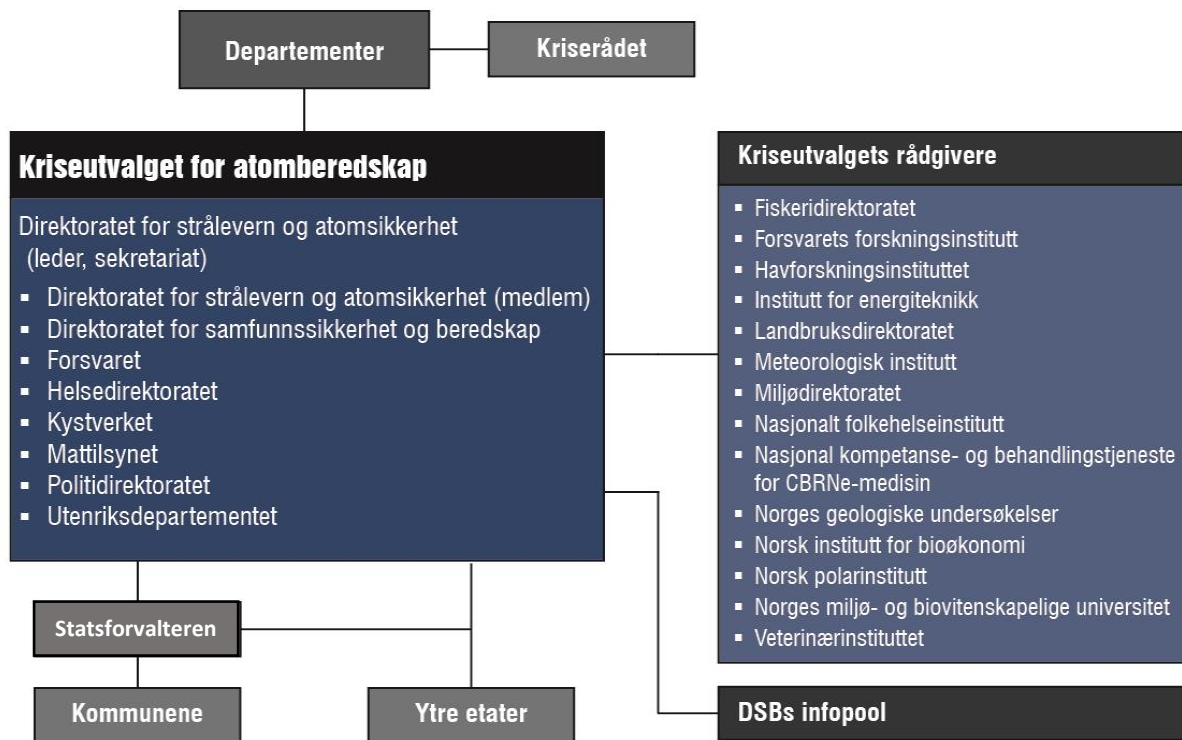 Departementer
Kriserådet
Kriseutvalget for atomberedskap
Direktoratet for strålevern og atomsikkerhet
(leder, sekretariat)
▪ Direktoratet for strålevern og atomsikkerhet (medlem)
▪ Direktoratet for samfunnssikkerhet og beredskap
▪ Forsvaret
▪ Helsedirektoratet
▪ Kystverket
▪ Mattilsynet
▪ Politidirektoratet
▪ Utenriksdepartementet
Kriseutvalgets rådgivere
▪ Fiskeridirektoratet
▪ Forsvarets forskningsinstitutt
▪ Havforskningsinstituttet
▪ Institutt for energiteknikk
▪ Landbruksdirektoratet
▪ Meteorologisk institutt
▪ Miljødirektoratet
▪ Nasjonalt folkehelseinstitutt
▪ Nasjonal kompetanse- og behandlingstjeneste
for CBRNe-medisin
▪ Norges geologiske undersøkelser
▪ Norsk institutt for bioøkonomi
▪ Norsk polarinstitutt
▪ Norges miljø- og biovitenskapelige universitet
▪ Veterinærinstituttet
Statsforvalteren
Kommunene
Ytre etater
DSBs infopool